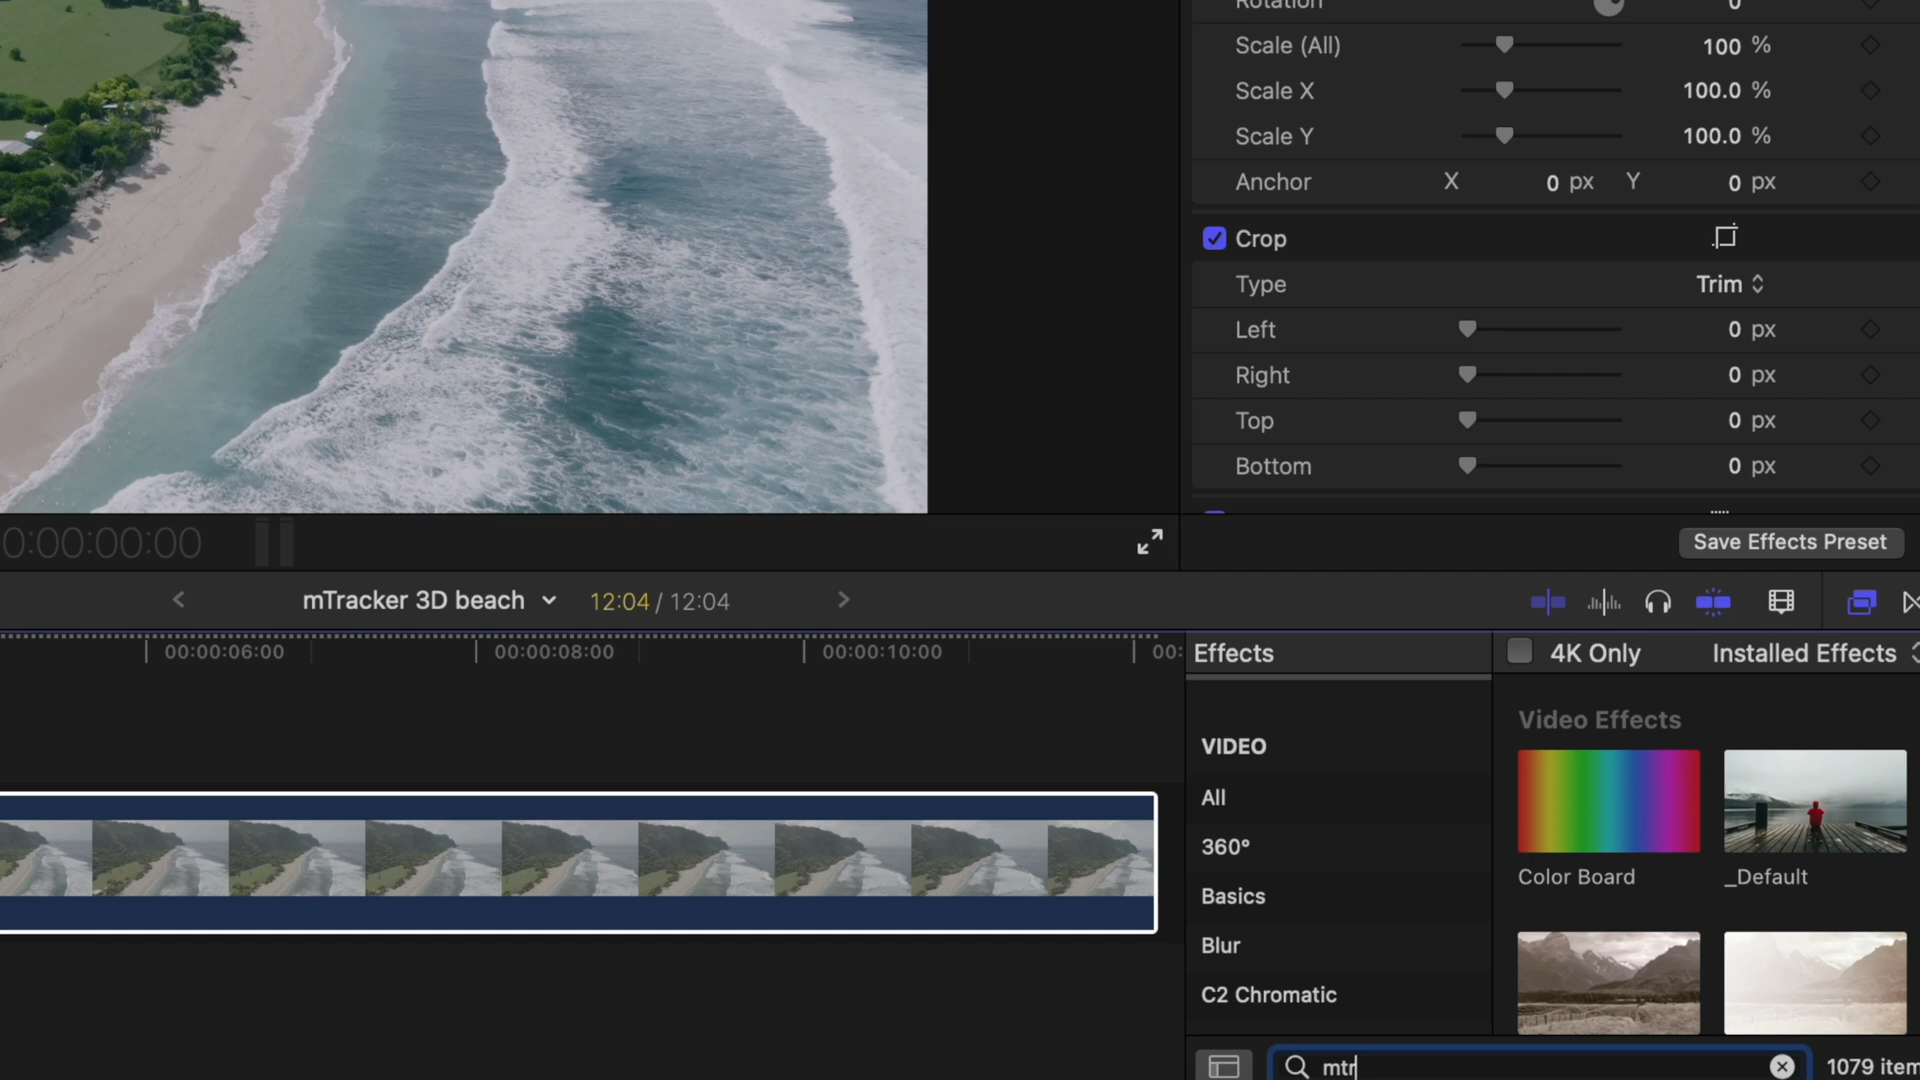 Rotation 0
Scale (All) 100 %
Scale X 100.0 %
Scale Y 100.0 %
Anchor X 0 px Y 0 px
Crop
Type Trim
Left 0 px
Right 0 px
Top 0 px
Bottom 0 px
0:00:00:00
Save Effects Preset
mTracker 3D beach 12:04 / 12:04
00:00:06:00 00:00:08:00 00:00:10:00 00:
Effects 4K Only Installed Effects
VIDEO
All
360°
Basics
Blur
C2 Chromatic
Video Effects
Color Board _Default
mtr 1079 item